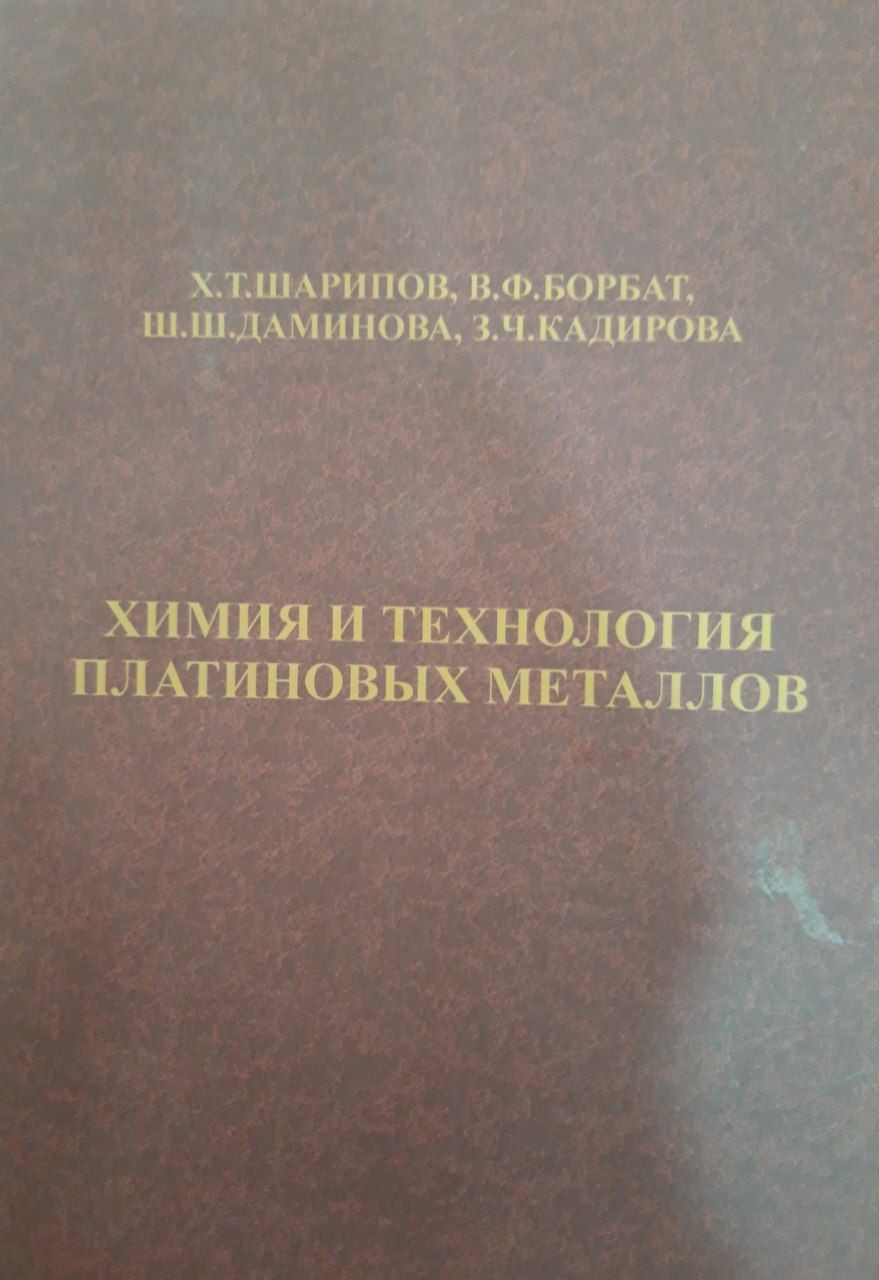 Х.Т.ШАРИПОВ, В.Ф.БОРБАТ,
Ш.Ш.ДАМИНОВА, З.Ч.КАДИРОВА
ХИМИЯ И ТЕХНОЛОГИЯ
ПЛАТИНОВЫХ МЕТАЛЛОВ